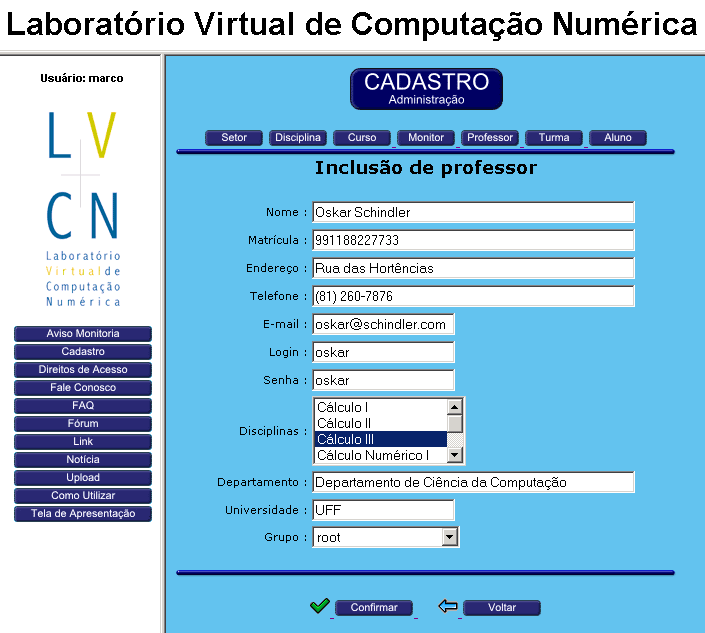 Laboratório Virtual de Computação Numérica
Usuário: marco
L V
C N
Laboratório
Virtual de
Computação
Numérica
Aviso Monitoria
Cadastro
Direitos de Acesso
Fale Conosco
FAQ
Fórum
Link
Notícia
Upload
Como Utilizar
Tela de Apresentação
CADASTRO
Administração
Setor Disciplina Curso Monitor Professor Turma Aluno
Inclusão de professor
Nome : Oskar Schindler
Matrícula : 991188227733
Endereço : Rua das Hortências
Telefone : (81) 260-7876
E-mail : oskar@schindler.com
Login : oskar
Senha : oskar
Disciplinas : Cálculo I
Cálculo II
Cálculo III
Cálculo Numérico I
Departamento : Departamento de Ciência da Computação
Universidade : UFF
Grupo : root
Confirmar Voltar